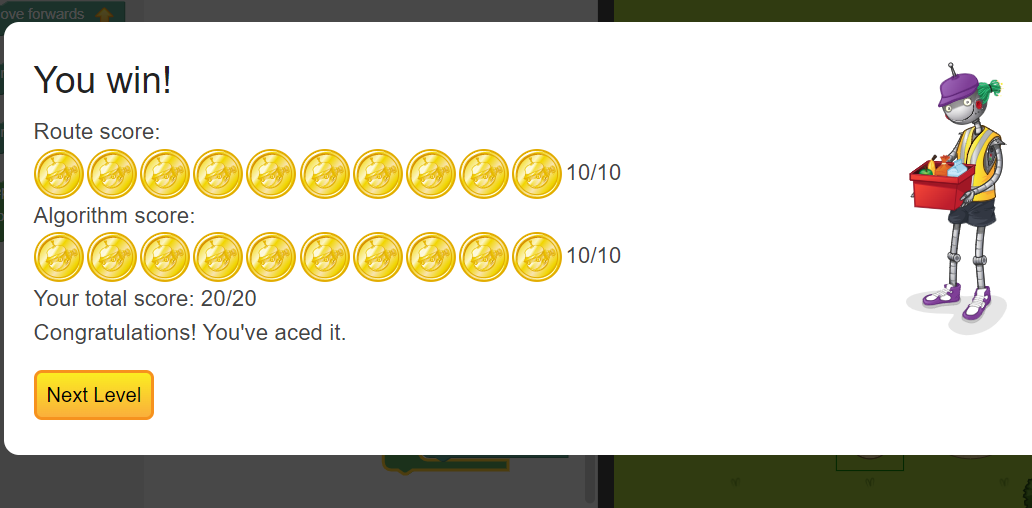 ove forwards
You win!
Route score:
10/10
Algorithm score:
10/10
Your total score: 20/20
Congratulations! You've aced it.
Next Level